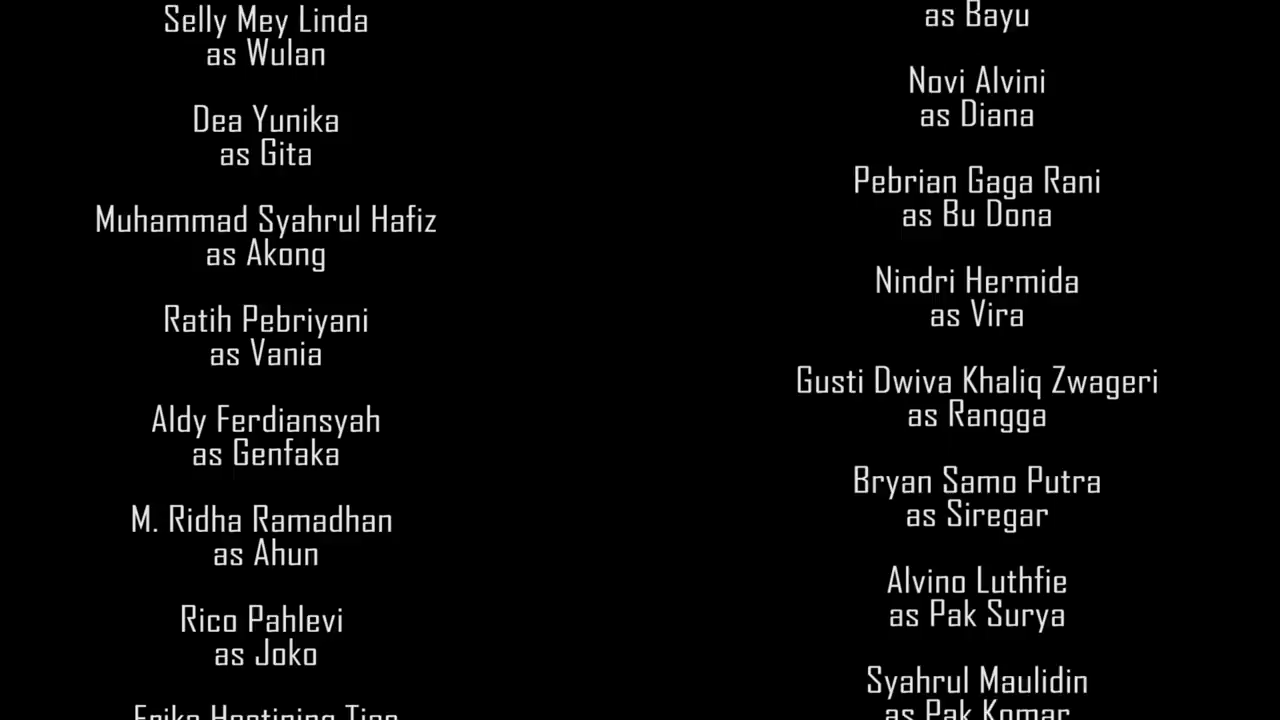 Selly Mey Linda
as Wulan
Dea Yunika
as Gita
Muhammad Syahrul Hafiz
as Akong
Ratih Pebriyani
as Vania
Aldy Ferdiansyah
as Genfaka
M. Ridha Ramadhan
as Ahun
Rico Pahlevi
as Joko
as Bayu
Novi Alvini
as Diana
Pebrian Gaga Rani
as Bu Dona
Nindri Hermida
as Vira
Gusti Dwiva Khaliq Zwageri
as Rangga
Bryan Samo Putra
as Siregar
Alvino Luthfie
as Pak Surya
Syahrul Maulidin
as Pak Komar